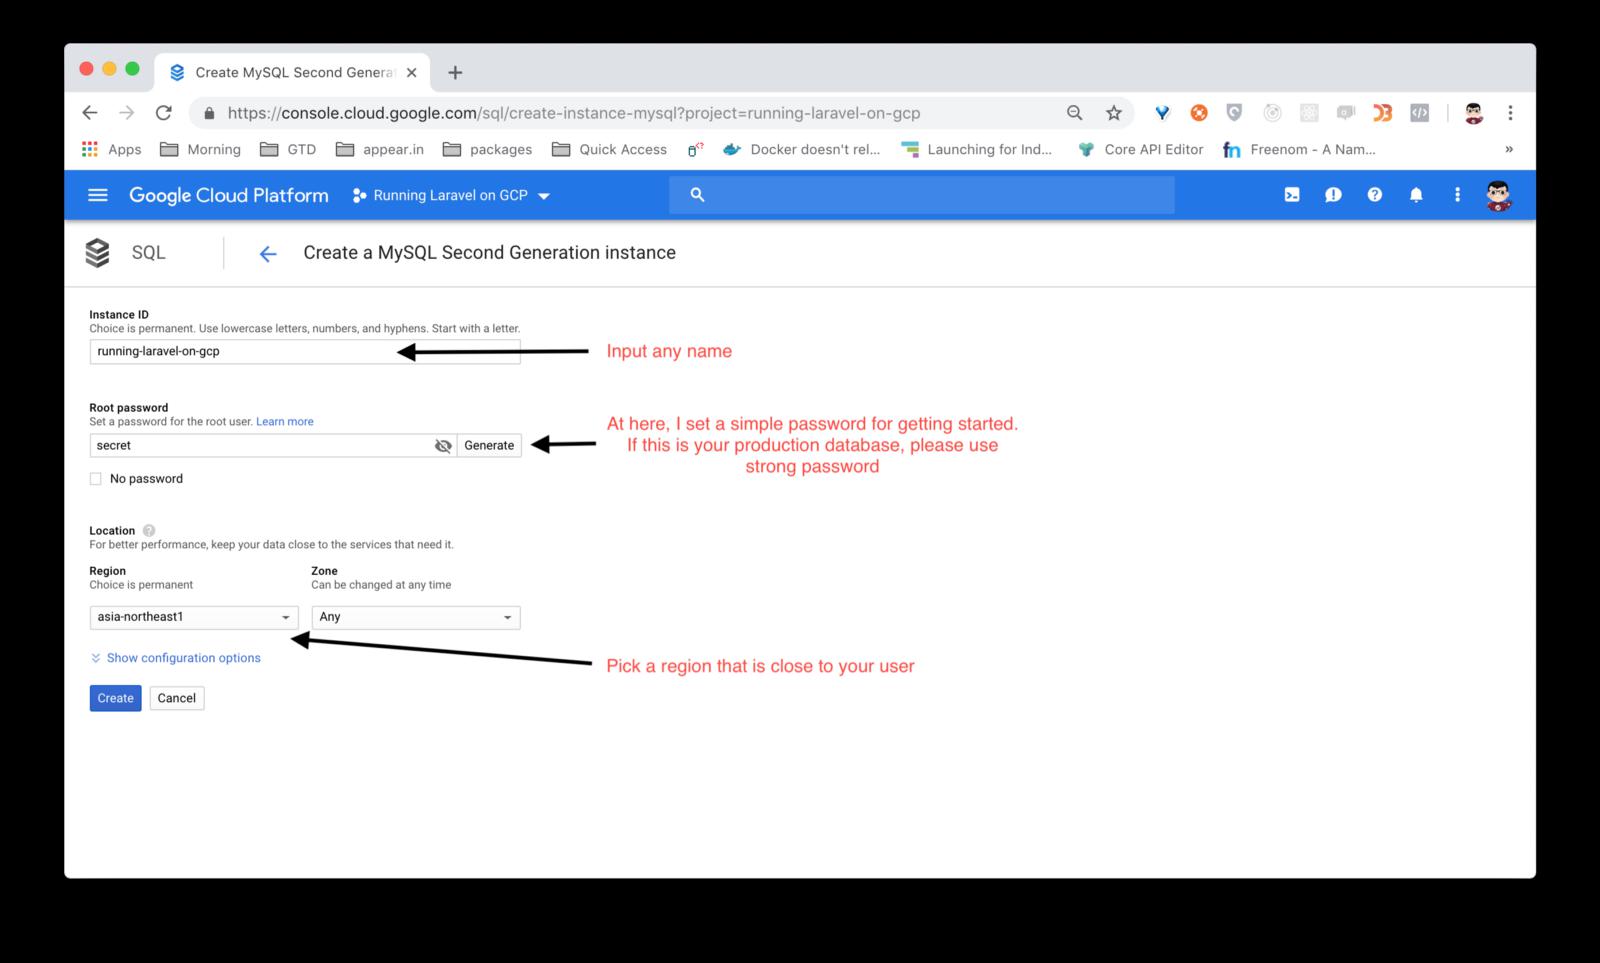 Create MySQL Second Genera
https://console.cloud.google.com/sql/create-instance-mysql?project=running-laravel-on-gcp
Apps Morning GTD appear.in packages Quick Access Docker doesn't rel... Launching for Ind... Core API Editor fn Freenom - A Nam... »
Google Cloud Platform Running Laravel on GCP
SQL Create a MySQL Second Generation instance
Instance ID
Choice is permanent. Use lowercase letters, numbers, and hyphens. Start with a letter.
running-laravel-on-gcp
Input any name
Root password
Set a password for the root user. Learn more
secret Generate
At here, I set a simple password for getting started.
If this is your production database, please use
strong password
No password
Location ?
For better performance, keep your data close to the services that need it.
Region Zone
Choice is permanent Can be changed at any time
asia-northeast1 Any
Show configuration options
Pick a region that is close to your user
Create Cancel